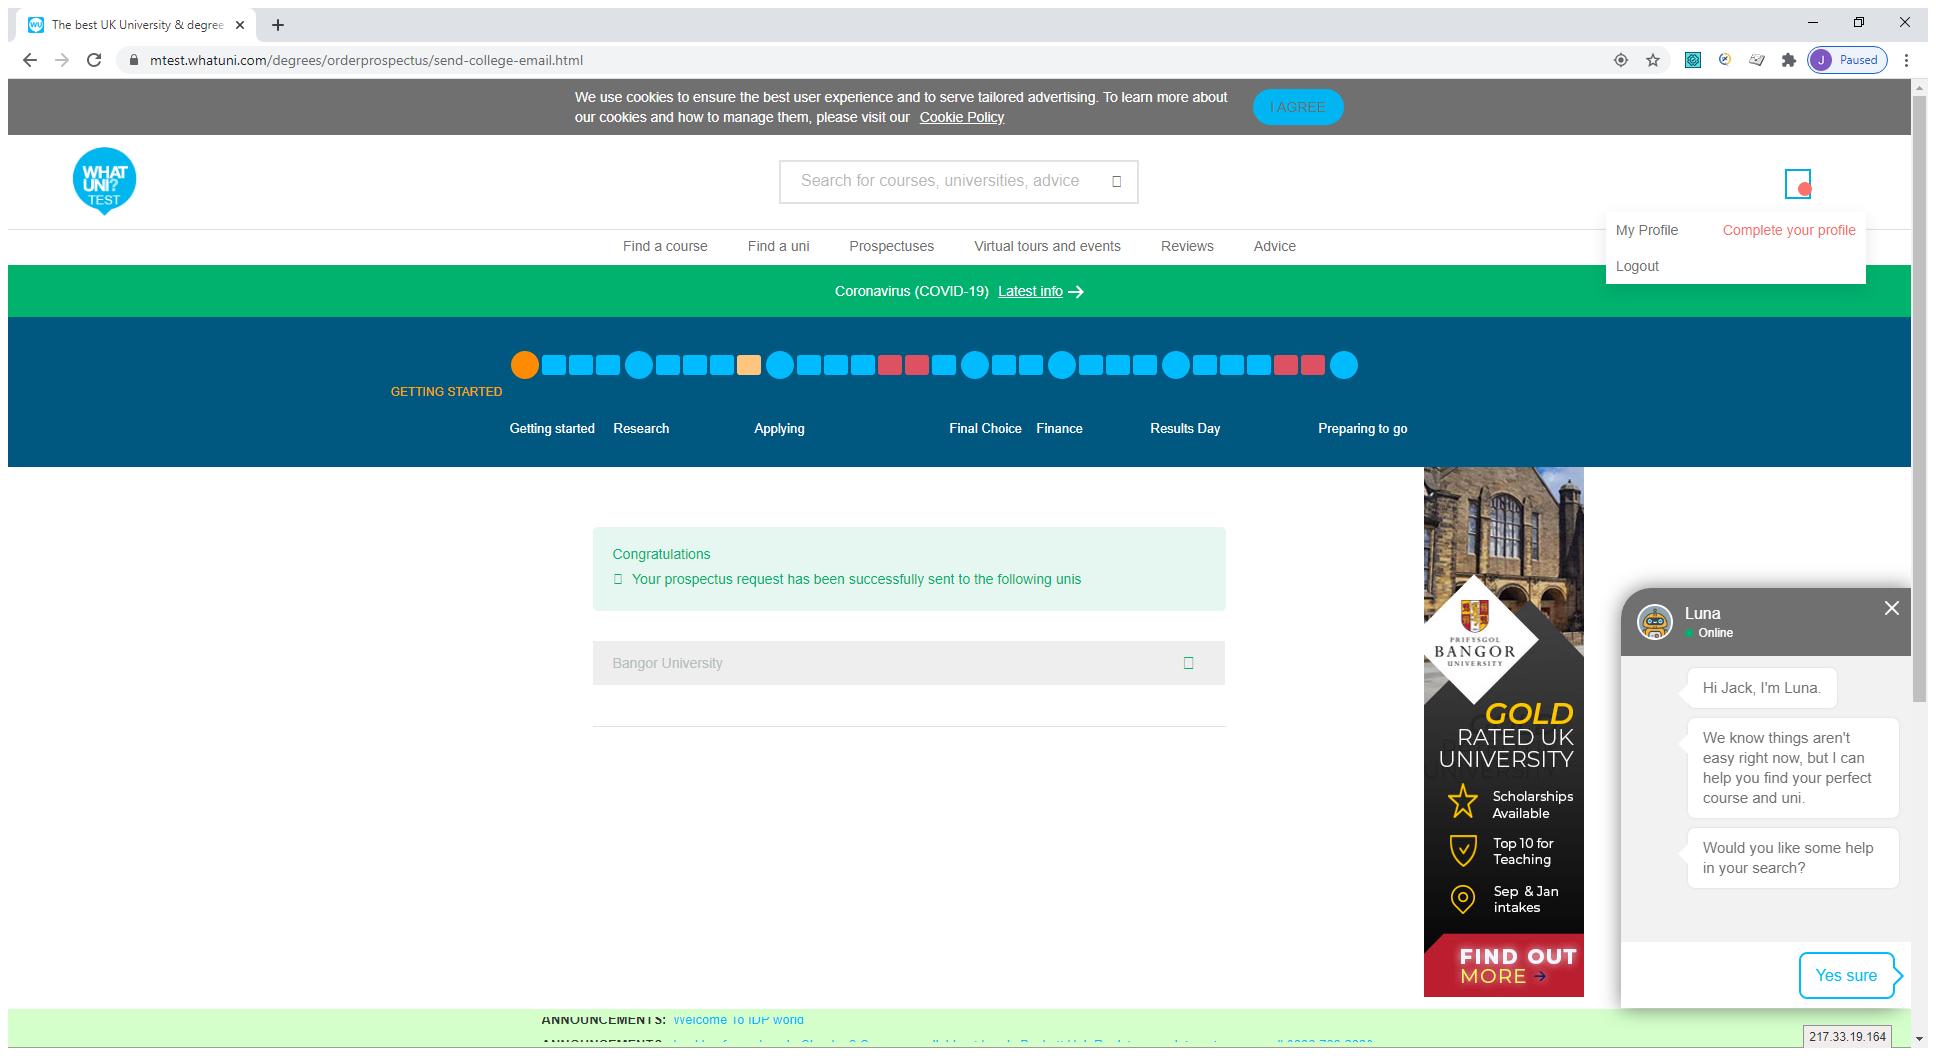 The best UK University & degree
mtest.whatuni.com/degrees/orderprospectus/send-college-email.html
J Paused
We use cookies to ensure the best user experience and to serve tailored advertising. To learn more about
our cookies and how to manage them, please visit our Cookie Policy
I AGREE
WHAT
UNI?
TEST
Search for courses, universities, advice
My Profile Complete your profile
Logout
Find a course Find a uni Prospectuses Virtual tours and events Reviews Advice
Coronavirus (COVID-19) Latest info
GETTING STARTED
Getting started Research Applying Final Choice Finance Results Day Preparing to go
Congratulations
Your prospectus request has been successfully sent to the following unis
Bangor University
PRIFYSGOL
BANGOR
UNIVERSITY
GOLD
RATED UK
UNIVERSITY
Scholarships
Available
Top 10 for
Teaching
Sep & Jan
intakes
FIND OUT
MORE
Luna
Online
Hi Jack, I'm Luna.
We know things aren't
easy right now, but I can
help you find your perfect
course and uni.
Would you like some help
in your search?
Yes sure
ANNOUNCEMENTS: Welcome To IDP world
217.33.19.164